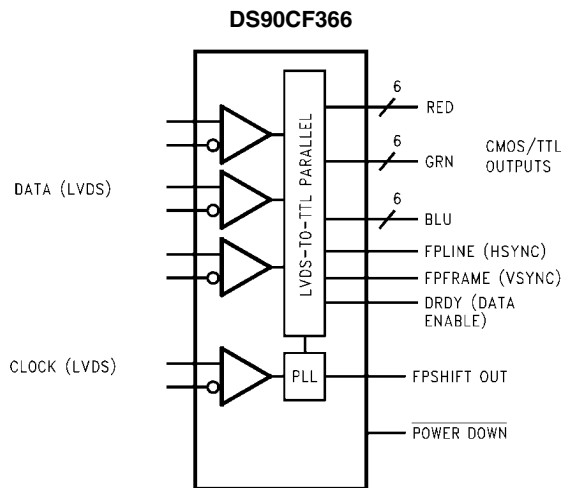 DS90CF366
DATA (LVDS)
CLOCK (LVDS)
LVDS-TO-TTL PARALLEL
PLL
6
RED
6
GRN
CMOS/TTL
OUTPUTS
6
BLU
FPLINE (HSYNC)
FPFRAME (VSYNC)
DRDY (DATA
ENABLE)
FPSHIFT OUT
POWER DOWN